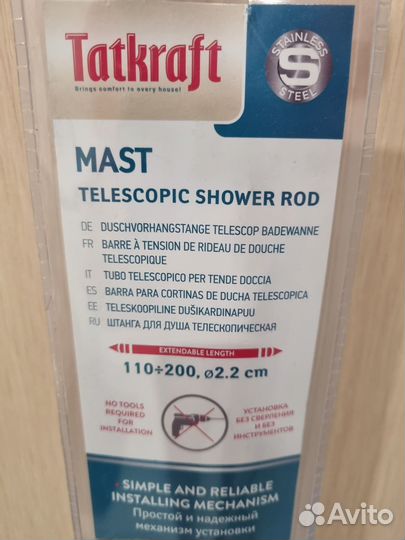 Tatkraft
Brings comfort to every house!
STAINLESS
S
STEEL
MAST
TELESCOPIC SHOWER ROD
DE DUSCHVORHANGSTANGE TELESCOP BADEWANNE
FR BARRE À TENSION DE RIDEAU DE DOUCHE
TELESCOPIQUE
IT TUBO TELESCOPICO PER TENDE DOCCIA
ES BARRA PARA CORTINAS DE DUCHA TELESCOPICA
EE TELESKOOPILINE DUŠIKARDINAPUU
RU ШТАНГА ДЛЯ ДУША ТЕЛЕСКОПИЧЕСКАЯ
EXTENDABLE LENGTH
110÷200, ø2.2 cm
NO TOOLS
REQUIRED
FOR
INSTALLATION
УСТАНОВКА
БЕЗ СВЕРЛЕНИЯ
И БЕЗ
ИНСТРУМЕНТОВ
SIMPLE AND RELIABLE
INSTALLING MECHANISM
Простой и надежный
механизм установки
Avito